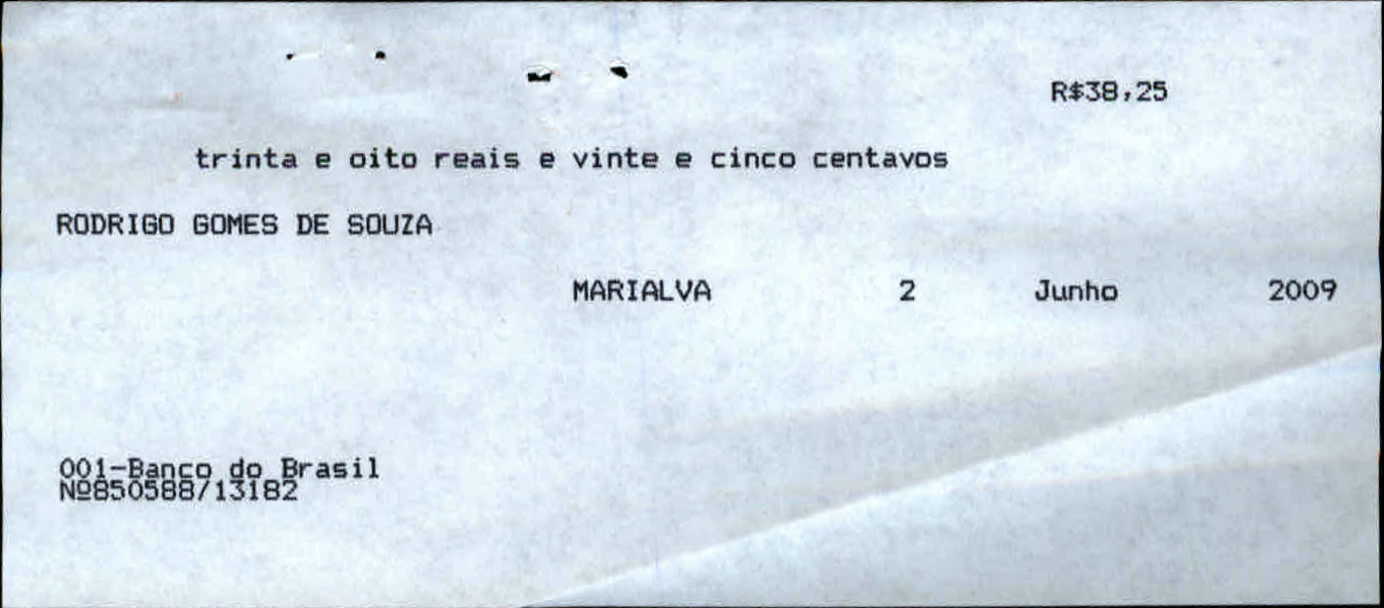 R$38,25
trinta e oito reais e vinte e cinco centavos
RODRIGO GOMES DE SOUZA
MARIALVA 2 Junho 2009
001-Banco do Brasil
Nº850588/13182